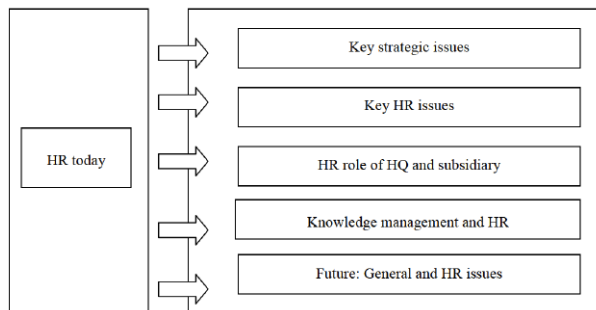 HR today
Key strategic issues
Key HR issues
HR role of HQ and subsidiary
Knowledge management and HR
Future: General and HR issues